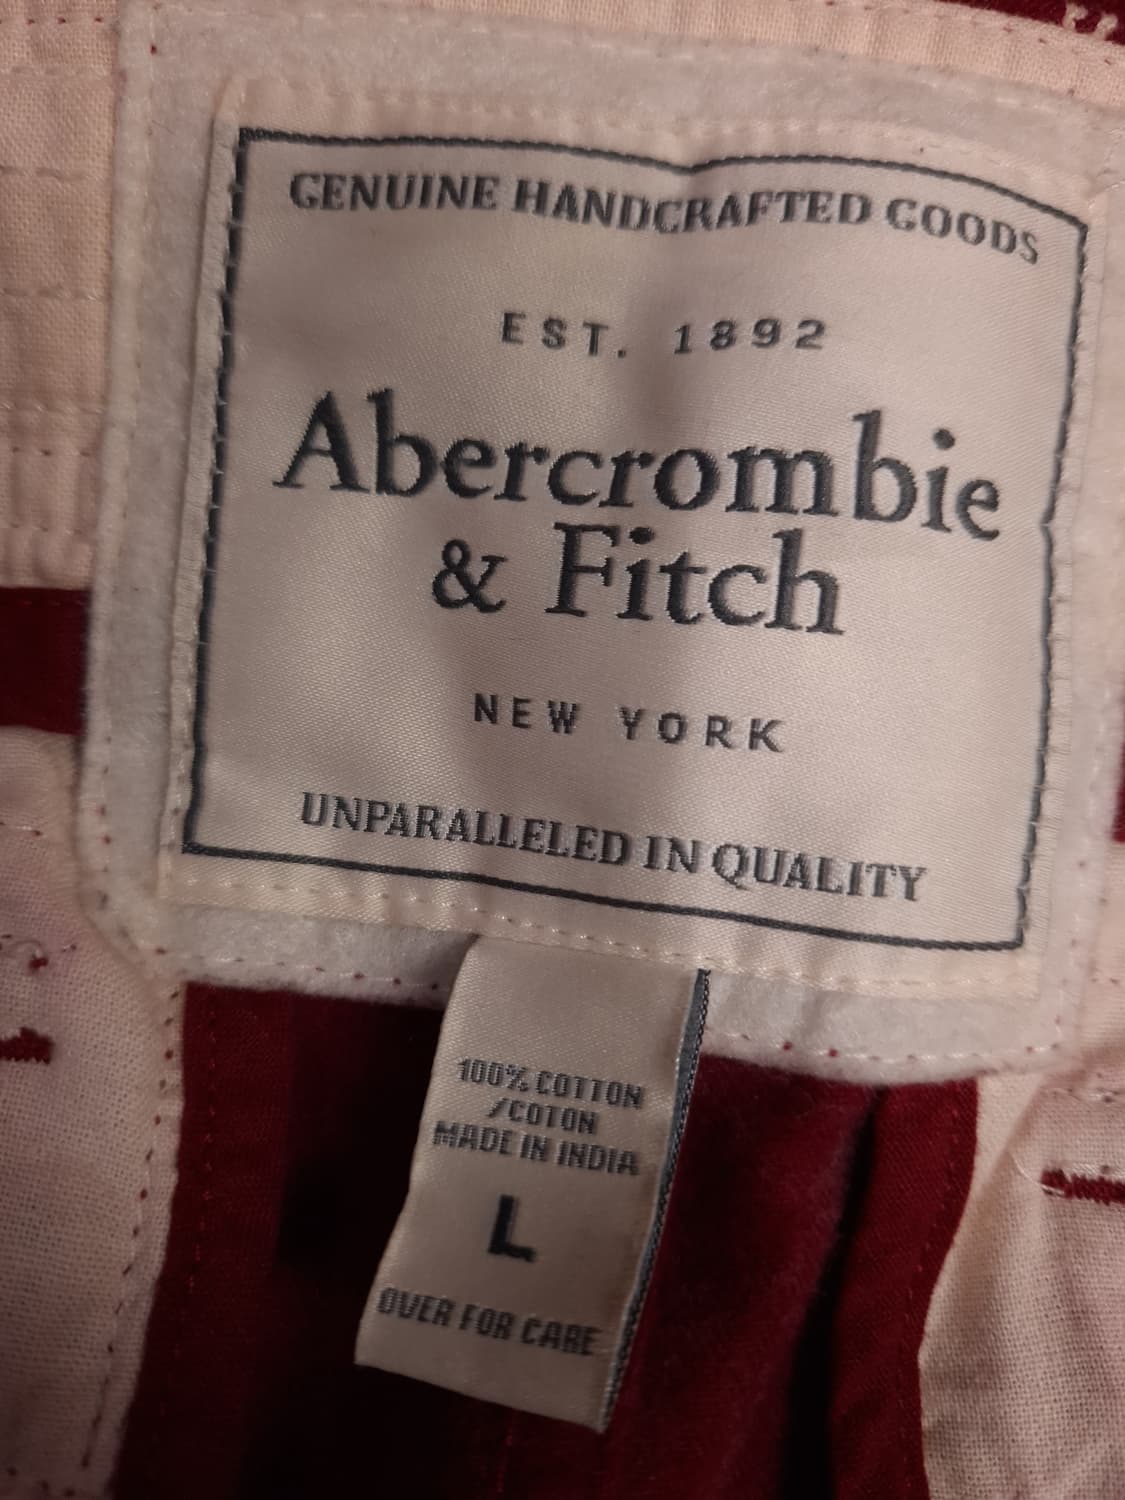 GENUINE HANDCRAFTED GOODS
EST. 1892
Abercrombie
& Fitch
NEW YORK
UNPARALLELED IN QUALITY
100% COTTON
/COTON
MADE IN INDIA
L
OVER FOR CARE